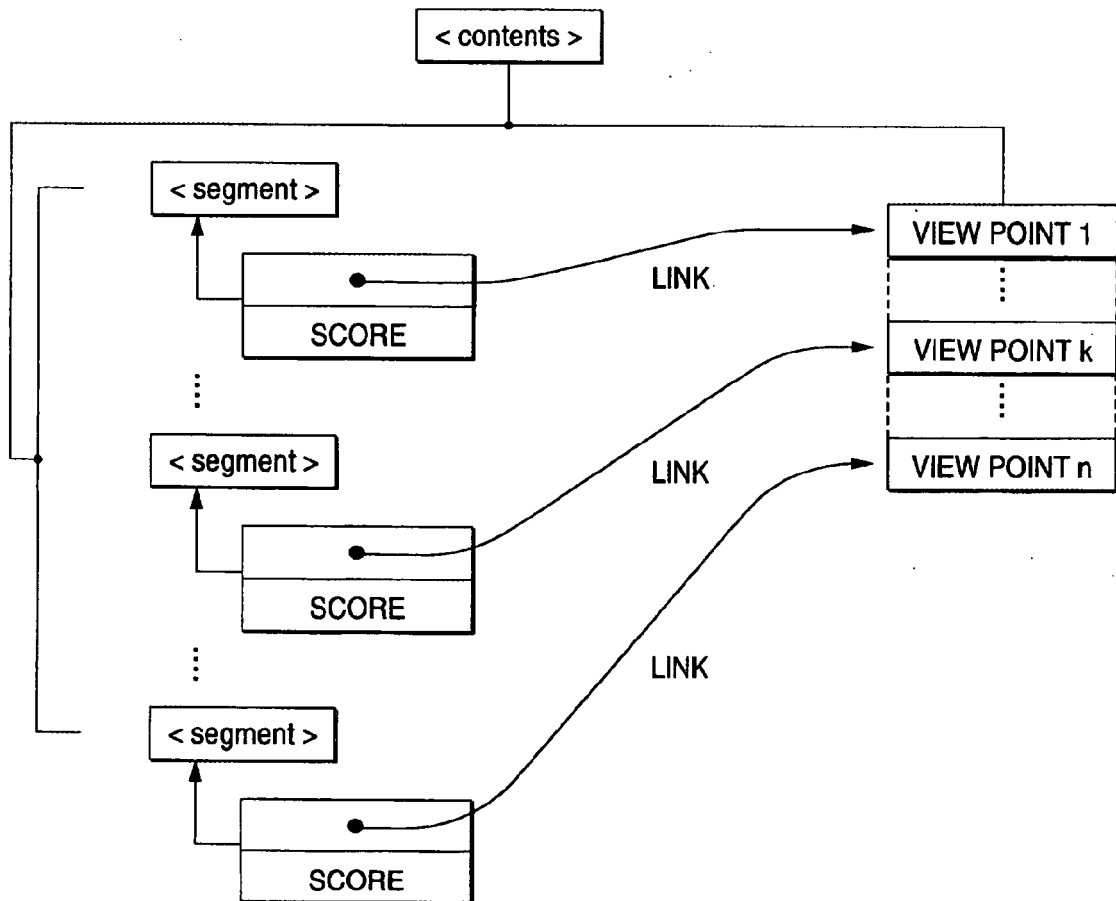 < contents >
< segment >
VIEW POINT 1
LINK
SCORE
VIEW POINT k
< segment >
VIEW POINT n
LINK
SCORE
LINK
< segment >
SCORE